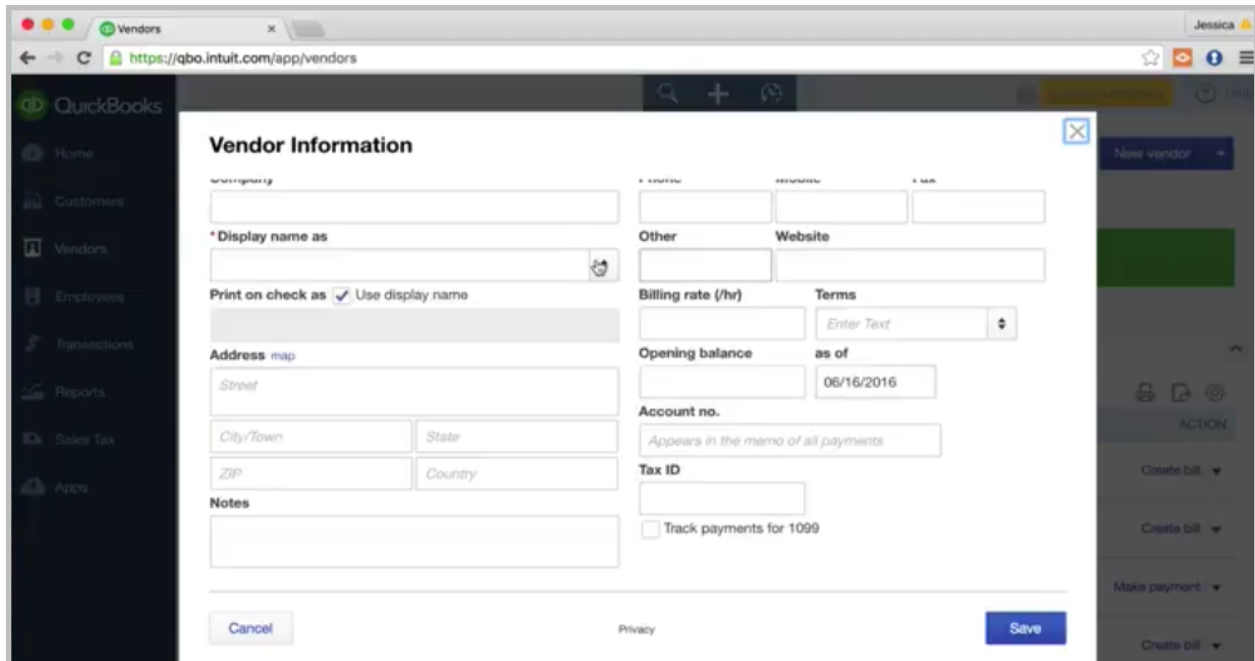 Vendors
Jessica
https://qbo.intuit.com/app/vendors
QuickBooks
Home
Customers
Vendors
Employees
Transactions
Reports
Sales Tax
Apps
New vendor
ACTION
Create bill
Create bill
Make payment
Create bill
Vendor Information
Company
Phone Mobile Fax
*Display name as
Other Website
Print on check as Use display name
Billing rate (/hr) Terms
Enter Text
Address map
Opening balance as of
Street
06/16/2016
Account no.
City/Town State
Appears in the memo of all payments
ZIP Country
Tax ID
Notes
Track payments for 1099
Cancel
Privacy
Save